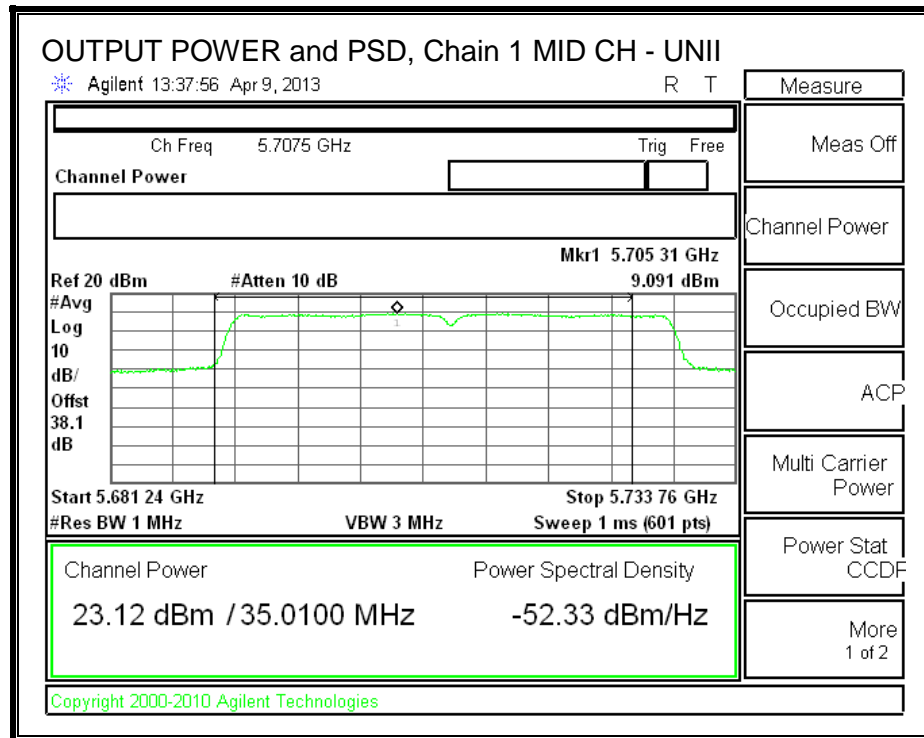 OUTPUT POWER and PSD, Chain 1 MID CH - UNII
Agilent 13:37:56 Apr 9, 2013 R T
Measure
Ch Freq 5.7075 GHz Trig Free
Channel Power
Mkr1 5.705 31 GHz
Ref 20 dBm #Atten 10 dB 9.091 dBm
#Avg
Log
10
dB/
Offst
38.1
dB
1
Start 5.681 24 GHz Stop 5.733 76 GHz
#Res BW 1 MHz VBW 3 MHz Sweep 1 ms (601 pts)
Channel Power Power Spectral Density
23.12 dBm / 35.0100 MHz -52.33 dBm/Hz
Copyright 2000-2010 Agilent Technologies
Meas Off
Channel Power
Occupied BW
ACP
Multi Carrier
Power
Power Stat
CCDF
More
1 of 2